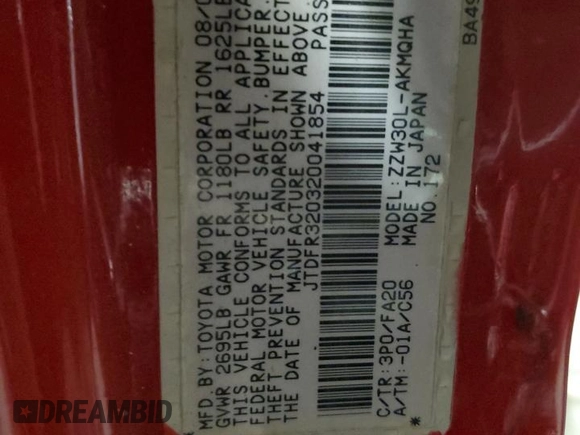 MFD.BY:TOYOTA MOTOR CORPORATION 08/0
GVWR 2695LB GAWR FR 1180LB RR 1625LB
THIS VEHICLE CONFORMS TO ALL APPLICA
FEDERAL MOTOR VEHICLE SAFETY,BUMPER,
THEFT PREVENTION STANDARDS IN EFFECT
THE DATE OF MANUFACTURE SHOWN ABOVE.
JTDFR320320041854 PASS
C/TR:3P0/FA20 MODEL:ZZW30L-AKMQHA
A/TM:-01A/C56 MADE IN JAPAN
* NO.172 BA49
DREAMBID